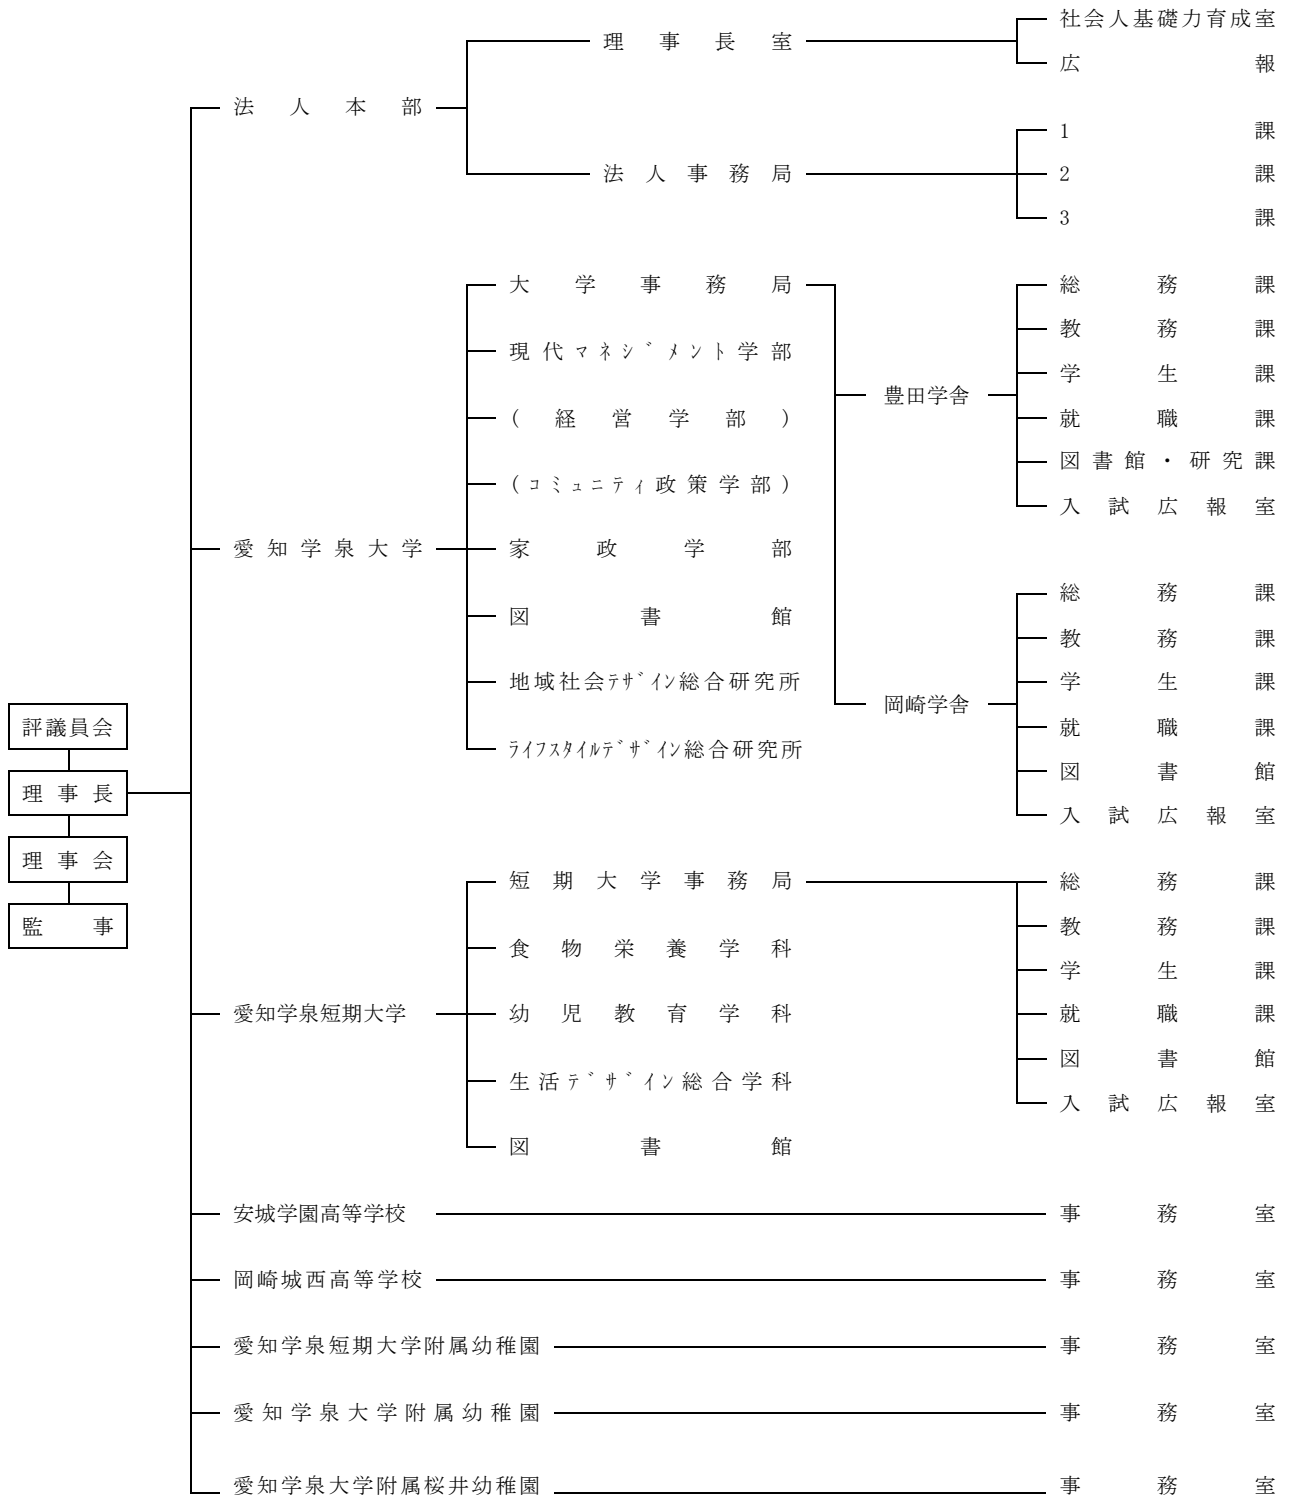 社会人基礎力育成室
理事長室
広報
法人本部
1課
法人事務局
2課
3課
大学事務局
総務課
教務課
現代マネジメント学部
学生課
豊田学舎
(経営学部)
就職課
図書館・研究課
(コミュニティ政策学部)
入試広報室
愛知学泉大学
家政学部
総務課
図書館
教務課
地域社会デザイン総合研究所
学生課
岡崎学舎
評議員会
就職課
ライフスタイルデザイン総合研究所
図書館
理事長
入試広報室
理事会
短期大学事務局
総務課
監事
教務課
食物栄養学科
学生課
愛知学泉短期大学
幼児教育学科
就職課
図書館
生活デザイン総合学科
入試広報室
図書館
安城学園高等学校
事務室
岡崎城西高等学校
事務室
愛知学泉短期大学附属幼稚園
事務室
愛知学泉大学附属幼稚園
事務室
愛知学泉大学附属桜井幼稚園
事務室